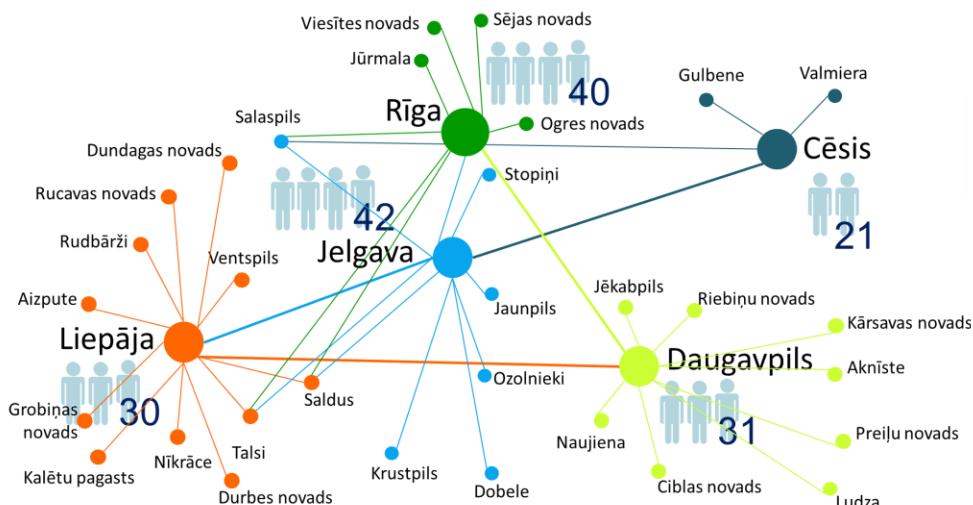 Viesītes novads
Sējas novads
Jūrmala
40
Gulbene
Valmiera
Rīga
Salaspils
Ogres novads
Cēsis
Dundagas novads
Stopiņi
Rucavas novads
42
21
Rudbārži
Jelgava
Ventspils
Aizpute
Jēkabpils
Riebiņu novads
Jaunpils
Kārsavas novads
Liepāja
Daugavpils
Aknīste
Ozolnieki
Saldus
30
Grobiņas
novads
31
Preiļu novads
Naujiena
Talsi
Nīkrāce
Krustpils
Kalētu pagasts
Ciblas novads
Dobele
Durbes novads
Ludza